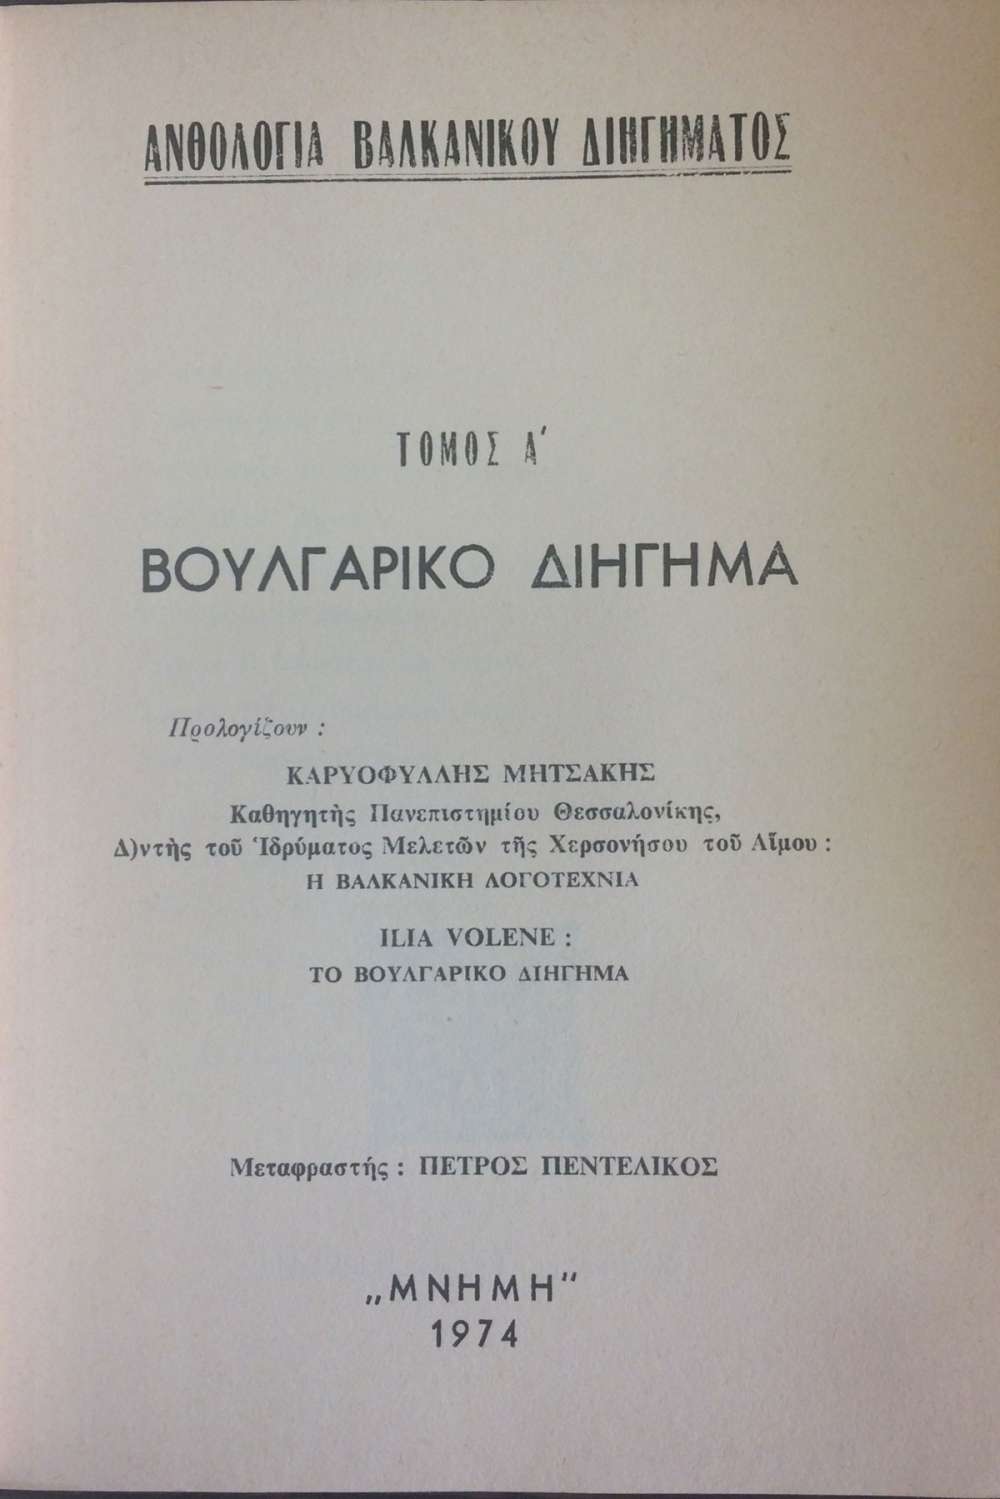 ΑΝΘΟΛΟΓΙΑ ΒΑΛΚΑΝΙΚΟΥ ΔΙΗΓΗΜΑΤΟΣ
ΤΟΜΟΣ Α΄
ΒΟΥΛΓΑΡΙΚΟ ΔΙΗΓΗΜΑ
Προλογίζουν :
ΚΑΡΥΟΦΥΛΛΗΣ ΜΗΤΣΑΚΗΣ
Καθηγητὴς Πανεπιστημίου Θεσσαλονίκης,
Δ)ντὴς τοῦ Ἱδρύματος Μελετῶν τῆς Χερσονήσου τοῦ Αἵμου :
Η ΒΑΛΚΑΝΙΚΗ ΛΟΓΟΤΕΧΝΙΑ
ILIA VOLENE :
ΤΟ ΒΟΥΛΓΑΡΙΚΟ ΔΙΗΓΗΜΑ
Μεταφραστής : ΠΕΤΡΟΣ ΠΕΝΤΕΛΙΚΟΣ
„ΜΝΗΜΗ"
1974